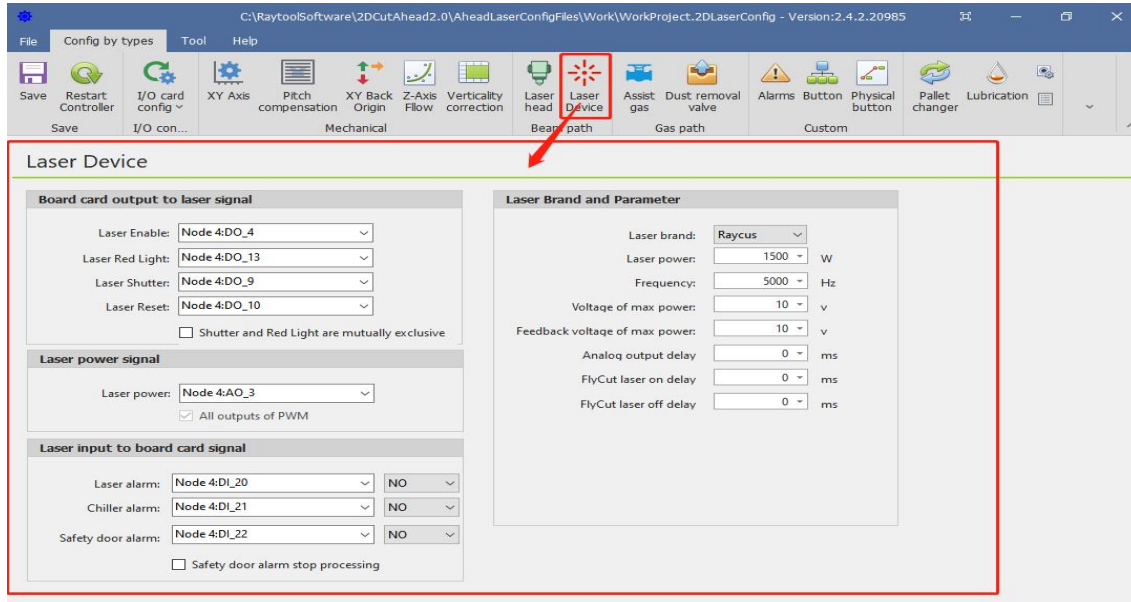 C:\RaytoolSoftware\2DCutAhead2.0\AheadLaserConfigFiles\Work\WorkProject.2DLaserConfig - Version:2.4.2.20985
File Config by types Tool Help
Save Restart Controller I/O card config XY Axis Pitch compensation XY Back Origin Z-Axis Fllow Verticality correction Laser head Laser Device Assist gas Dust removal valve Alarms Button Physical button Pallet changer Lubrication
Save I/O con... Mechanical Beam path Gas path Custom
Laser Device
Board card output to laser signal
Laser Enable: Node 4:DO_4
Laser Red Light: Node 4:DO_13
Laser Shutter: Node 4:DO_9
Laser Reset: Node 4:DO_10
Shutter and Red Light are mutually exclusive
Laser power signal
Laser power: Node 4:AO_3
All outputs of PWM
Laser input to board card signal
Laser alarm: Node 4:DI_20 NO
Chiller alarm: Node 4:DI_21 NO
Safety door alarm: Node 4:DI_22 NO
Safety door alarm stop processing
Laser Brand and Parameter
Laser brand: Raycus
Laser power: 1500 W
Frequency: 5000 Hz
Voltage of max power: 10 v
Feedback voltage of max power: 10 v
Analog output delay 0 ms
FlyCut laser on delay 0 ms
FlyCut laser off delay 0 ms